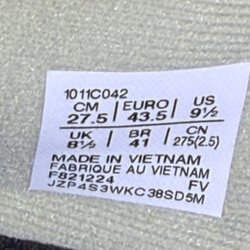 1011C042
CM | EURO | US
27.5 | 43.5 | 9½
UK | BR | CN
8½ | 41 | 275(2.5)
MADE IN VIETNAM
FABRIQUE AU VIETNAM
F821224 FV
JZP4S3WKC38SD5M